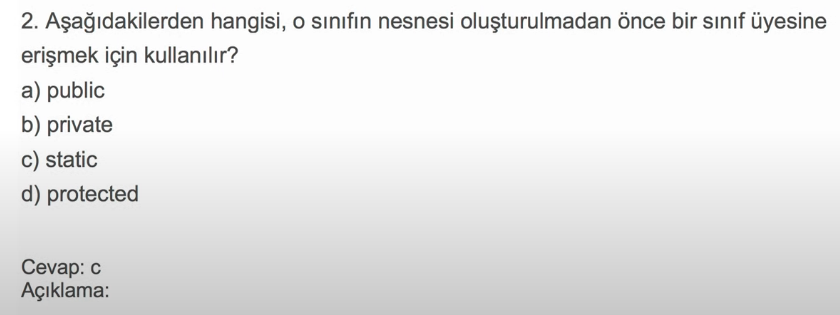 2. Aşağıdakilerden hangisi, o sınıfın nesnesi oluşturulmadan önce bir sınıf üyesine
erişmek için kullanılır?
a) public
b) private
c) static
d) protected
Cevap: c
Açıklama: